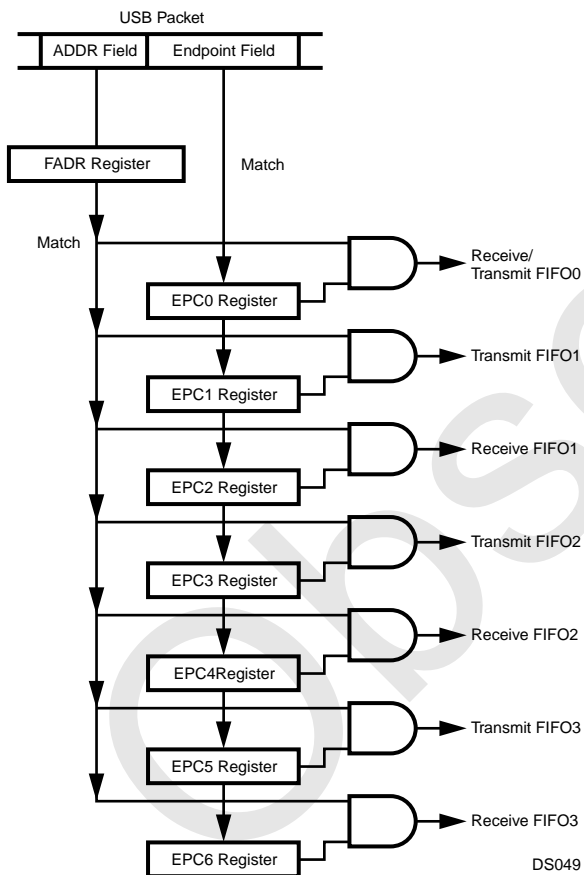 USB Packet
ADDR Field
Endpoint Field
FADR Register
Match
Match
Receive/
Transmit FIFO0
EPC0 Register
Transmit FIFO1
EPC1 Register
Receive FIFO1
EPC2 Register
Transmit FIFO2
EPC3 Register
Receive FIFO2
EPC4Register
Transmit FIFO3
EPC5 Register
Receive FIFO3
EPC6 Register
DS049